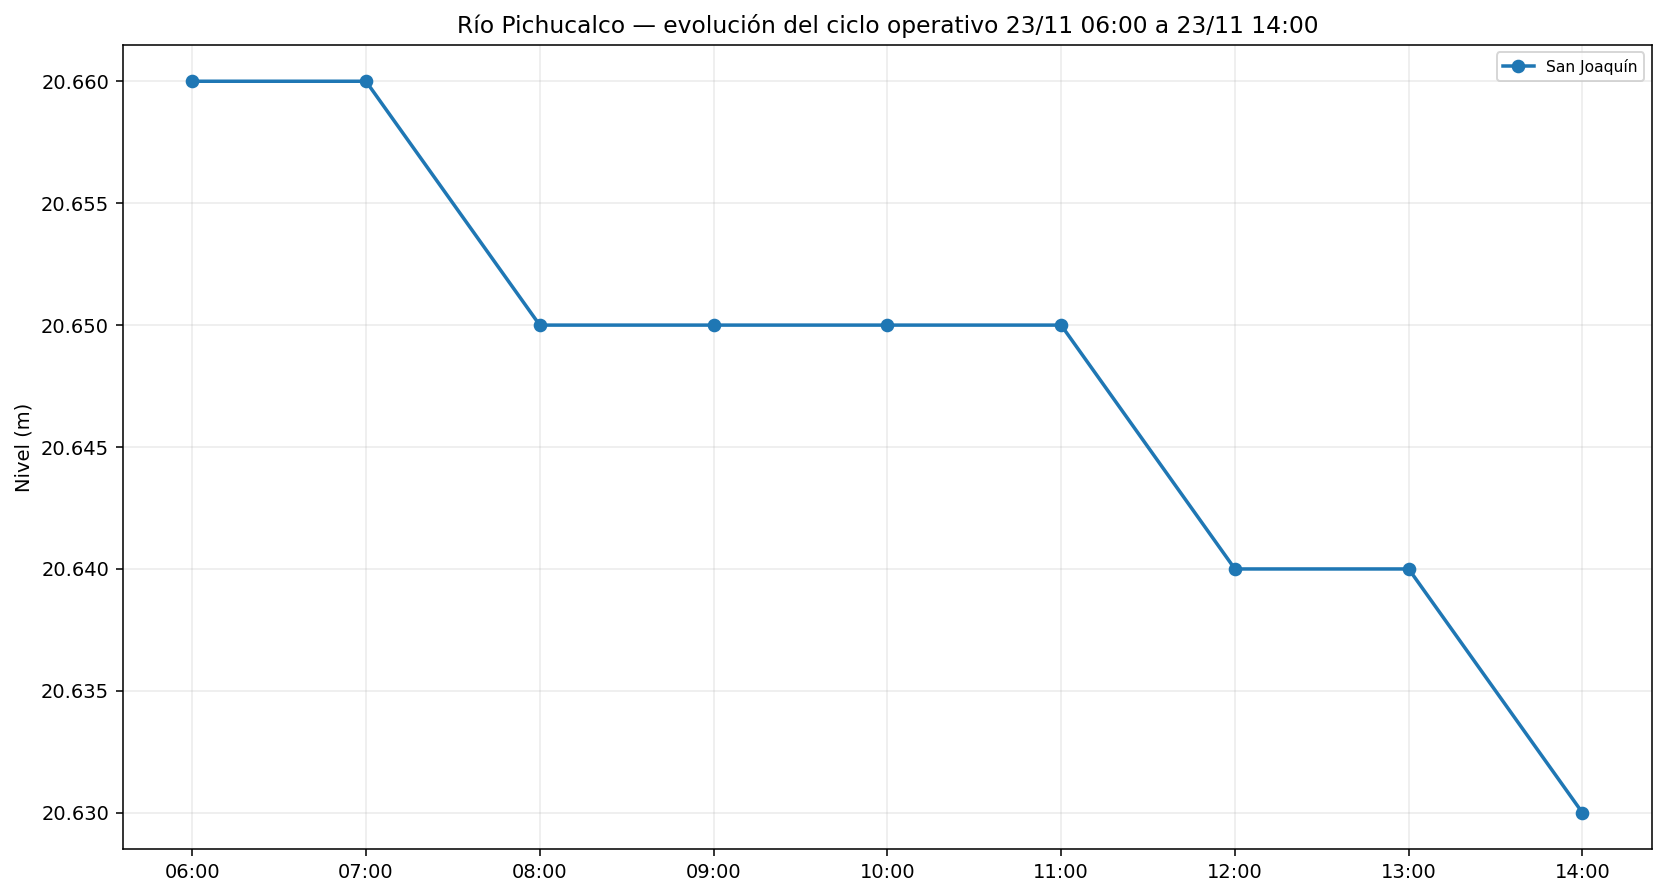 Río Pichucalco — evolución del ciclo operativo 23/11 06:00 a 23/11 14:00
San Joaquín
Nivel (m)
20.660
20.655
20.650
20.645
20.640
20.635
20.630
06:00 07:00 08:00 09:00 10:00 11:00 12:00 13:00 14:00